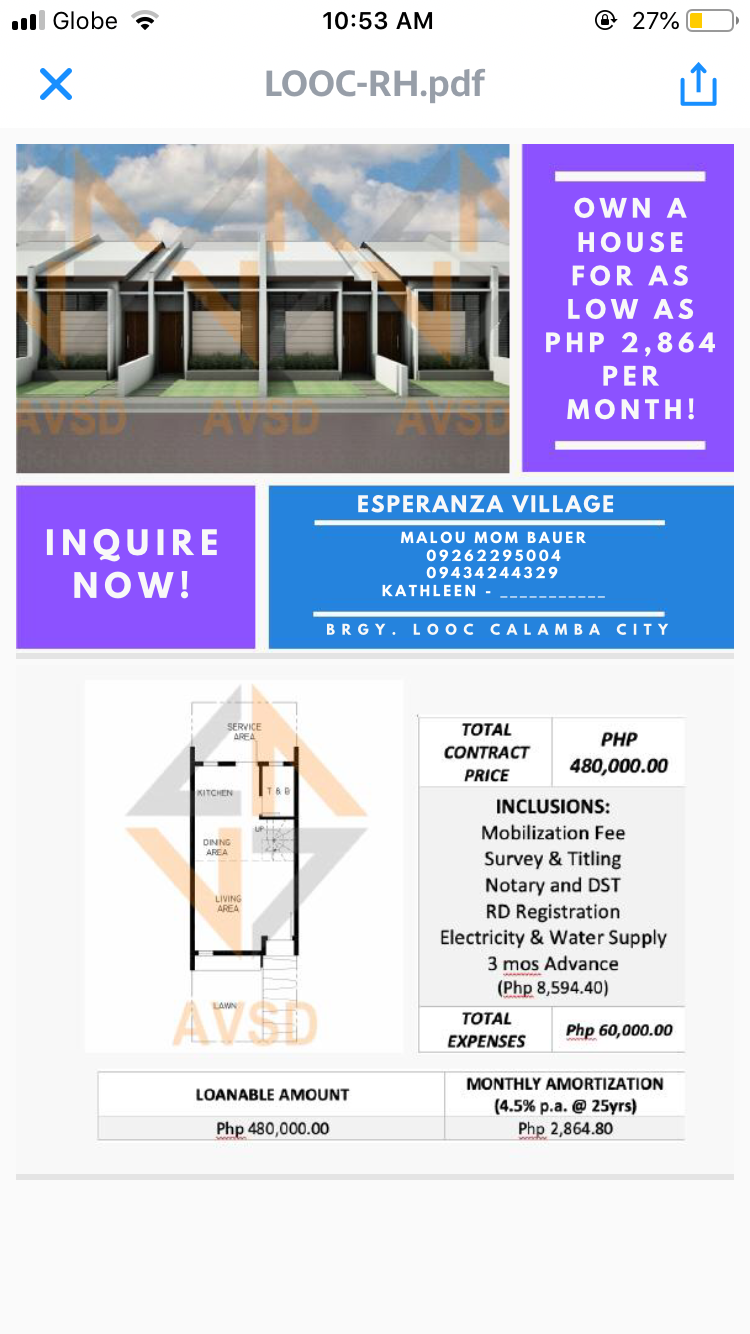 Globe
10:53 AM
27%
LOOC-RH.pdf
OWN A
HOUSE
FOR AS
LOW AS
PHP 2,864
PER
MONTH!
AVSD AVSD AVSD
INQUIRE
NOW!
ESPERANZA VILLAGE
MALOU MOM BAUER
09262295004
09434244329
KATHLEEN - ___________
BRGY. LOOC CALAMBA CITY
SERVICE
AREA
KITCHEN
T & B
UP
DINING
AREA
LIVING
AREA
LAWN
AVSD
TOTAL
CONTRACT
PRICE
PHP
480,000.00
INCLUSIONS:
Mobilization Fee
Survey & Titling
Notary and DST
RD Registration
Electricity & Water Supply
3 mos Advance
(Php 8,594.40)
TOTAL
EXPENSES
Php 60,000.00
LOANABLE AMOUNT
MONTHLY AMORTIZATION
(4.5% p.a. @ 25yrs)
Php 480,000.00
Php 2,864.80